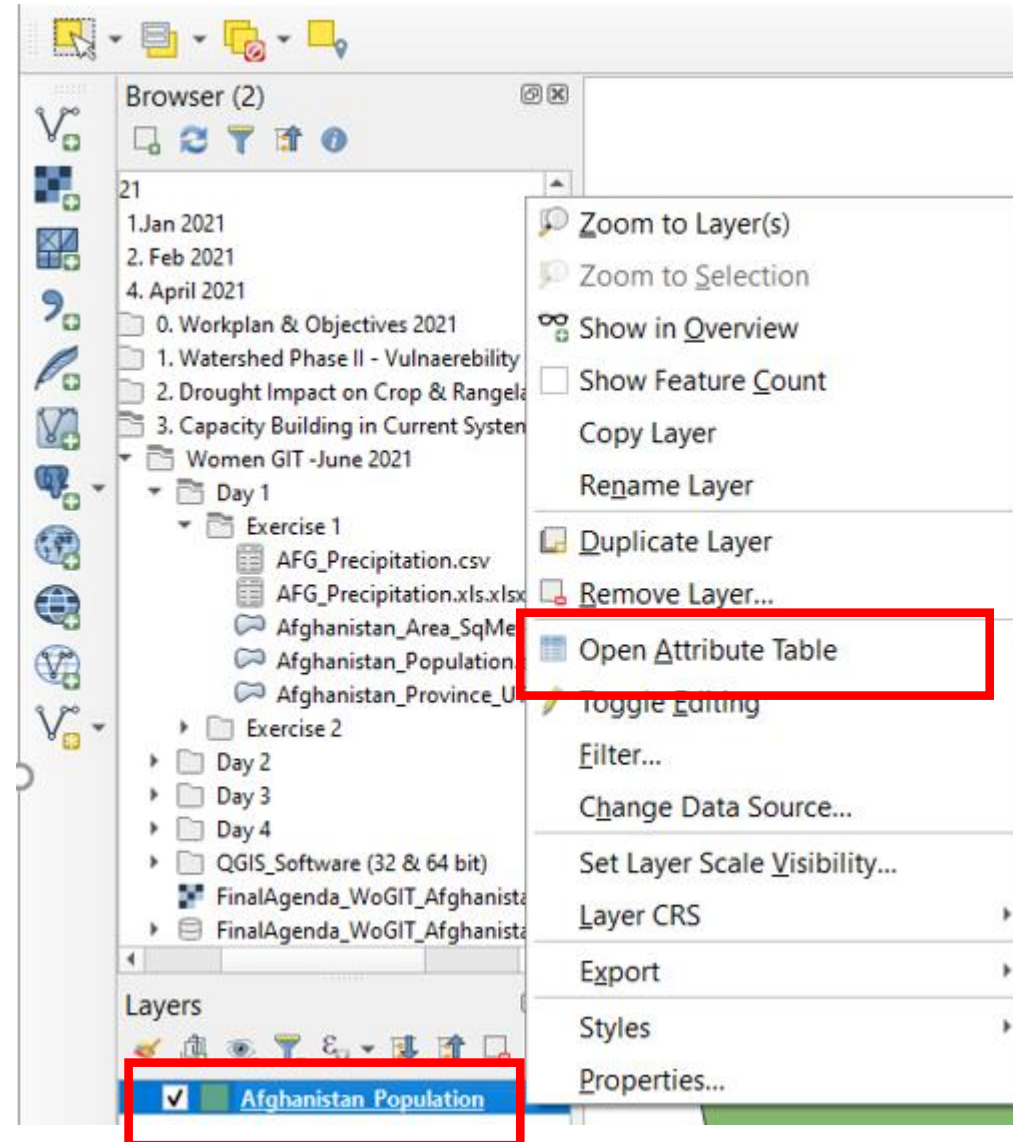 Browser (2)
21
1.Jan 2021
2. Feb 2021
4. April 2021
0. Workplan & Objectives 2021
1. Watershed Phase II - Vulnaerebility
2. Drought Impact on Crop & Rangela
3. Capacity Building in Current System
Women GIT -June 2021
Day 1
Exercise 1
AFG_Precipitation.csv
AFG_Precipitation.xls.xlsx
Afghanistan_Area_SqMe
Afghanistan_Population.
Afghanistan_Province_U
Exercise 2
Day 2
Day 3
Day 4
QGIS_Software (32 & 64 bit)
FinalAgenda_WoGIT_Afghanista
FinalAgenda_WoGIT_Afghanista
Layers
Afghanistan_Population
Zoom to Layer(s)
Zoom to Selection
Show in Overview
Show Feature Count
Copy Layer
Rename Layer
Duplicate Layer
Remove Layer...
Open Attribute Table
Toggle Editing
Filter...
Change Data Source...
Set Layer Scale Visibility...
Layer CRS
Export
Styles
Properties...